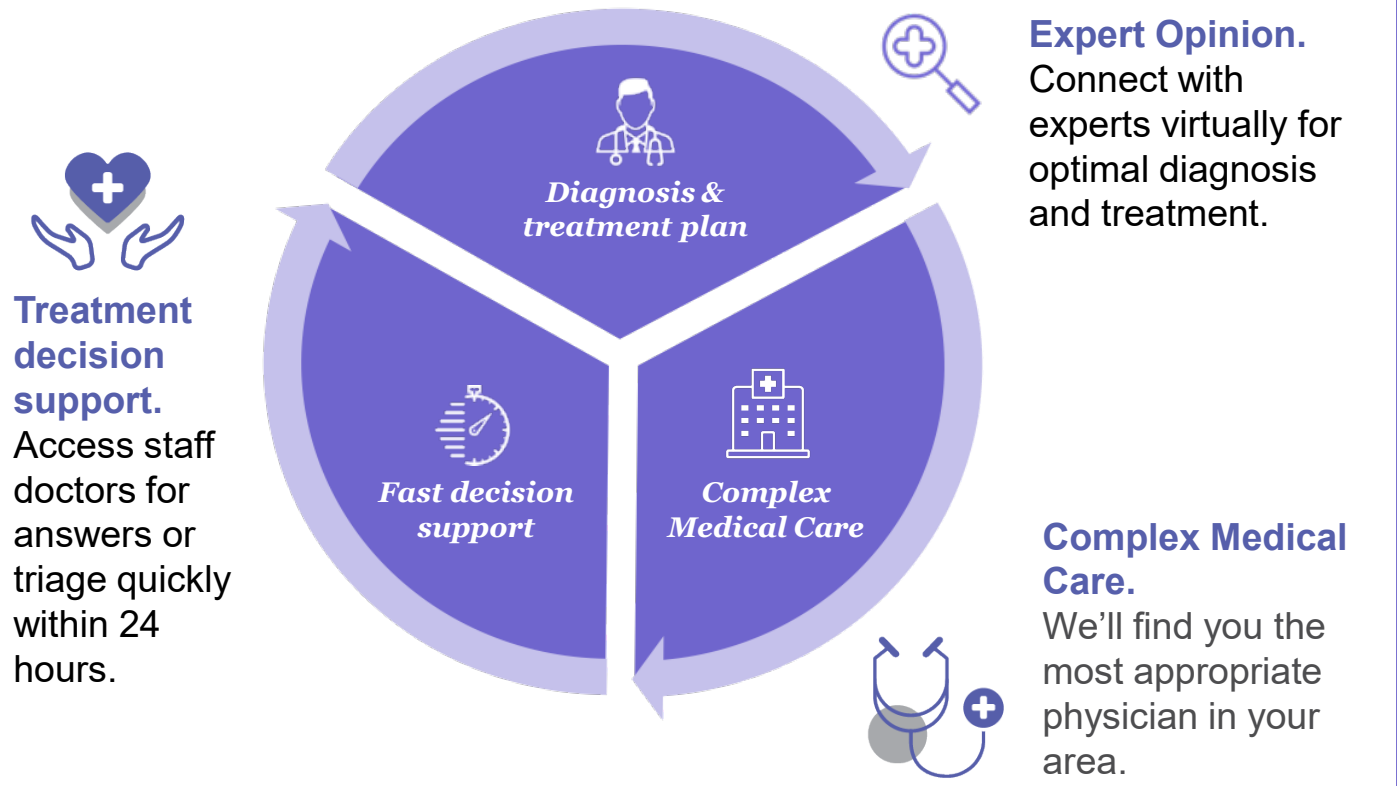 Expert Opinion.
Connect with
experts virtually for
optimal diagnosis
and treatment.
Diagnosis &
treatment plan
Treatment
decision
support.
Access staff
doctors for
answers or
triage quickly
within 24
hours.
Fast decision
support
Complex
Medical Care
Complex Medical
Care.
We’ll find you the
most appropriate
physician in your
area.